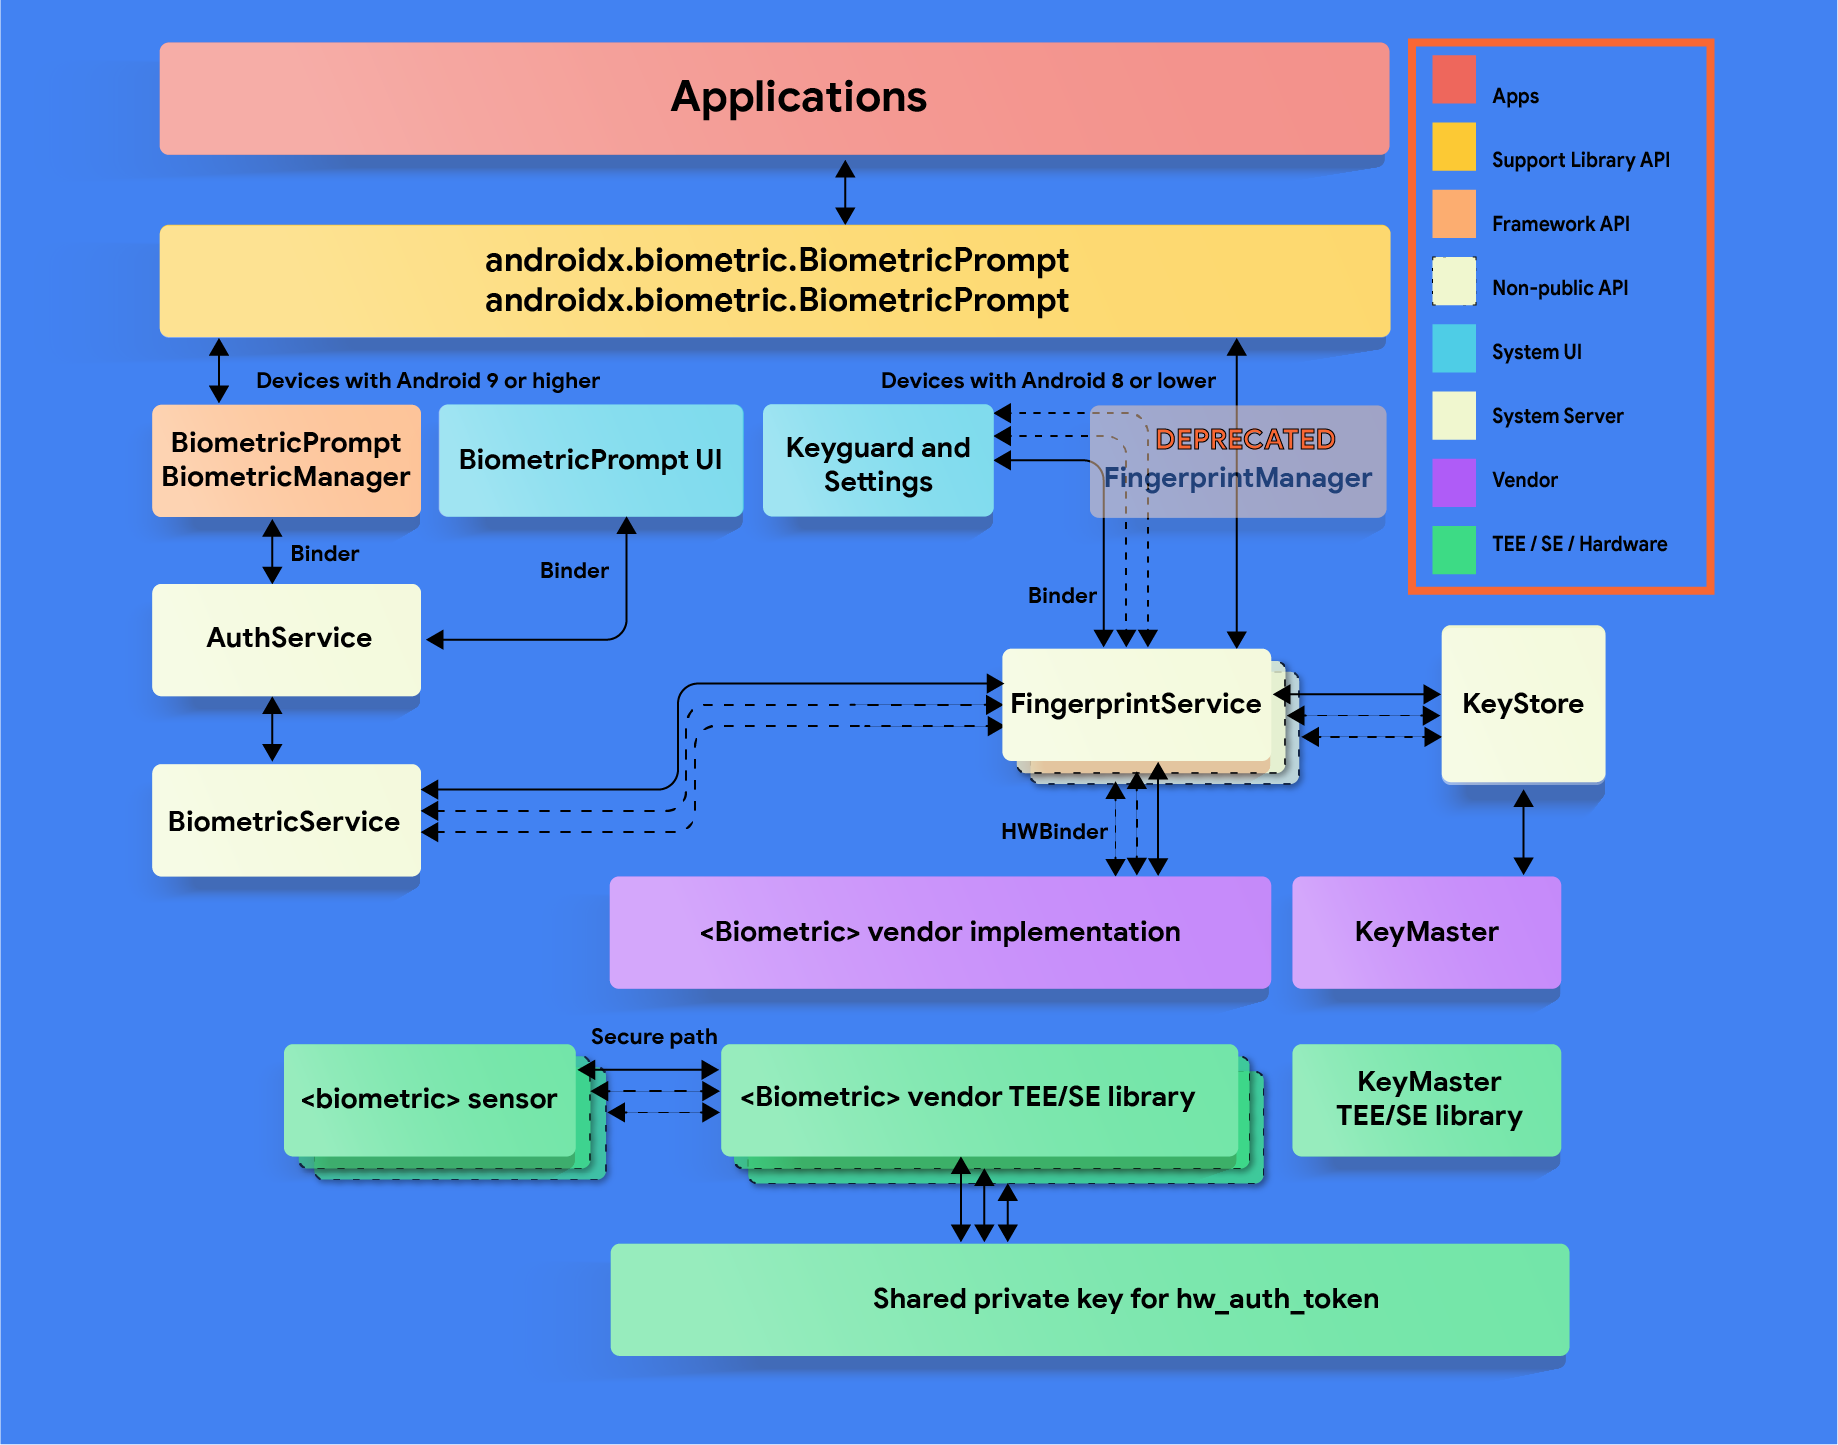 Applications
androidx.biometric.BiometricPrompt
androidx.biometric.BiometricPrompt
Devices with Android 9 or higher
Devices with Android 8 or lower
BiometricPrompt
BiometricManager
BiometricPrompt UI
Keyguard and
Settings
DEPRECATED
FingerprintManager
Binder
Binder
Binder
AuthService
FingerprintService
KeyStore
BiometricService
HWBinder
<Biometric> vendor implementation
KeyMaster
Secure path
<biometric> sensor
<Biometric> vendor TEE/SE library
KeyMaster
TEE/SE library
Shared private key for hw_auth_token
Apps
Support Library API
Framework API
Non-public API
System UI
System Server
Vendor
TEE / SE / Hardware